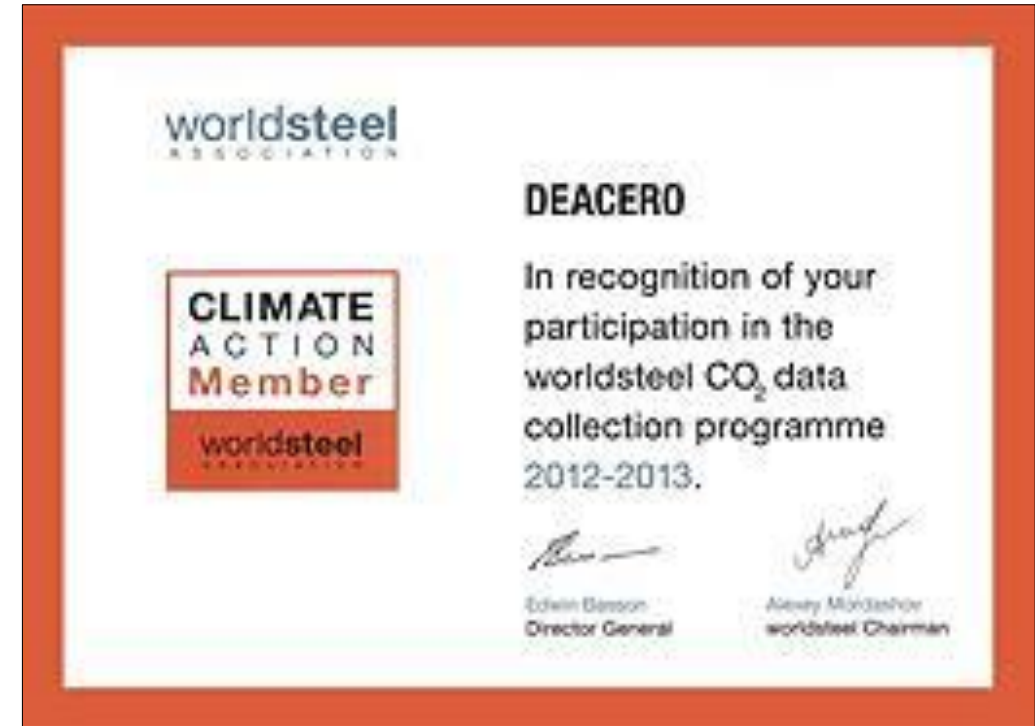 worldsteel
ASSOCIATION
DEACERO
In recognition of your
participation in the
worldsteel CO₂ data
collection programme
2012-2013.
CLIMATE
ACTION
Member
worldsteel
ASSOCIATION
Edwin Basson
Director General
Alexey Mordashov
worldsteel Chairman